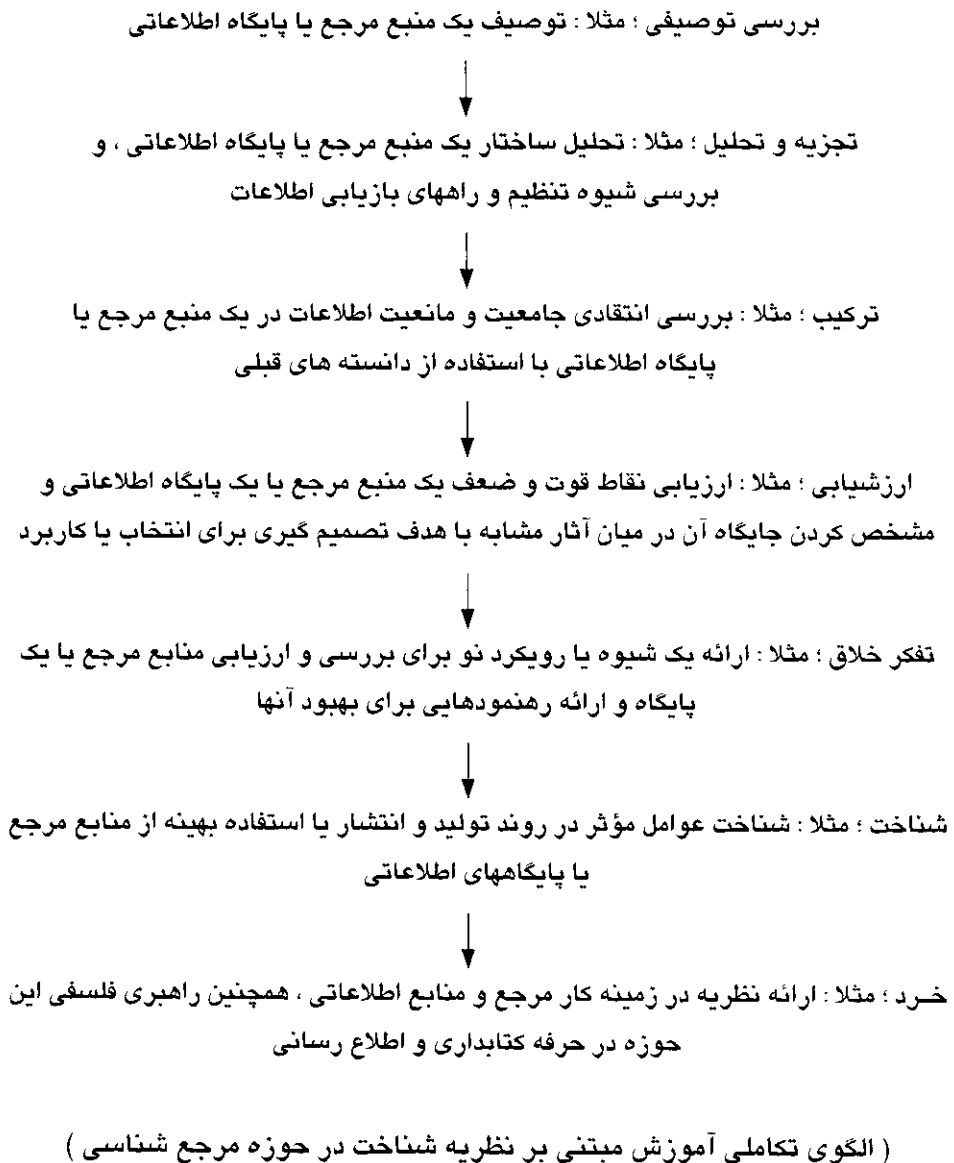 بررسی توصیفی ؛ مثلا : توصیف یک منبع مرجع یا پایگاه اطلاعاتی
تجزیه و تحلیل ؛ مثلا : تحلیل ساختار یک منبع مرجع یا پایگاه اطلاعاتی ، و
بررسی شیوه تنظیم و راههای بازیابی اطلاعات
ترکیب ؛ مثلا : بررسی انتقادی جامعیت و مانعیت اطلاعات در یک منبع مرجع یا
پایگاه اطلاعاتی با استفاده از دانسته های قبلی
ارزشیابی ؛ مثلا : ارزیابی نقاط قوت و ضعف یک منبع مرجع یا یک پایگاه اطلاعاتی و
مشخص کردن جایگاه آن در میان آثار مشابه با هدف تصمیم گیری برای انتخاب یا کاربرد
تفکر خلاق ؛ مثلا : ارائه یک شیوه یا رویکرد نو برای بررسی و ارزیابی منابع مرجع یا یک
پایگاه و ارائه رهنمودهایی برای بهبود آنها
شناخت ؛ مثلا : شناخت عوامل مؤثر در روند تولید و انتشار یا استفاده بهینه از منابع مرجع
یا پایگاههای اطلاعاتی
خـرد ؛ مثلا : ارائه نظریه در زمینه کار مرجع و منابع اطلاعاتی ، همچنین راهبری فلسفی این
حوزه در حرفه کتابداری و اطلاع رسانی
( الگوی تکاملی آموزش مبتنی بر نظریه شناخت در حوزه مرجع شناسی )